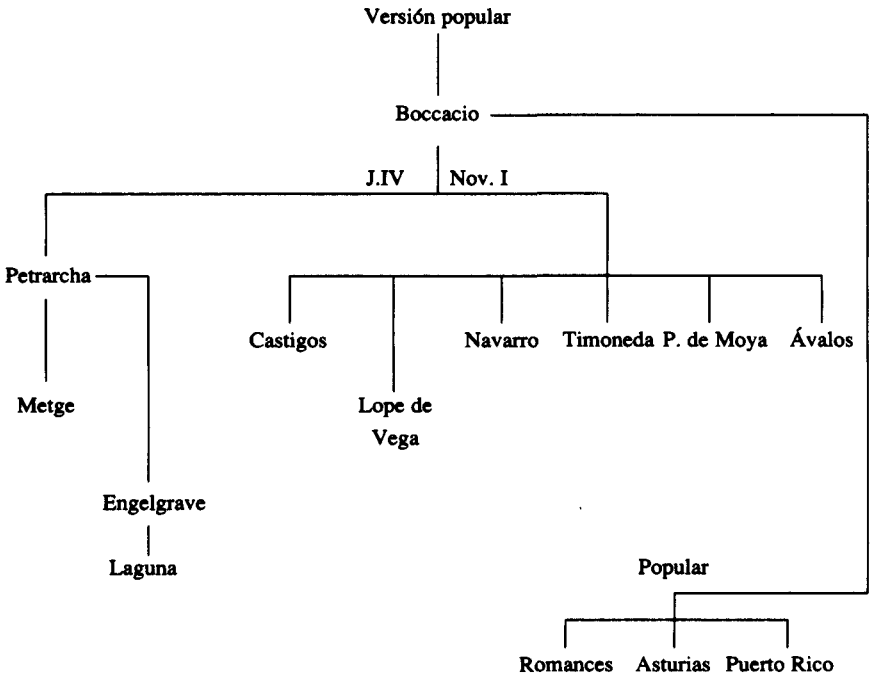 Versión popular
Boccacio
J.IV Nov. I
Petrarcha
Castigos Navarro Timoneda P. de Moya Ávalos
Metge Lope de
Vega
Engelgrave
Laguna Popular
Romances Asturias Puerto Rico